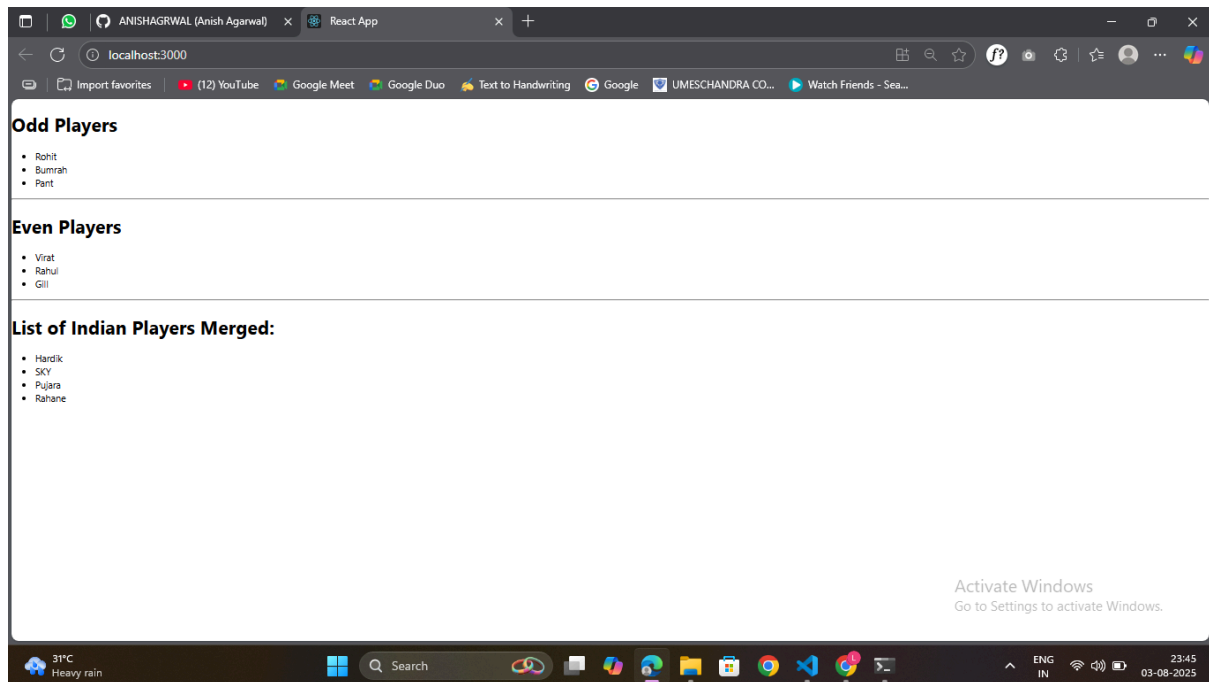 ANISHAGRWAL (Anish Agarwal)
React App
localhost:3000
Import favorites
(12) YouTube
Google Meet
Google Duo
Text to Handwriting
Google
UMESCHANDRA CO...
Watch Friends - Sea...
Odd Players
Rohit
Bumrah
Pant
Even Players
Virat
Rahul
Gill
List of Indian Players Merged:
Hardik
SKY
Pujara
Rahane
Activate Windows
Go to Settings to activate Windows.
31°C
Heavy rain
Search
ENG
IN
23:45
03-08-2025